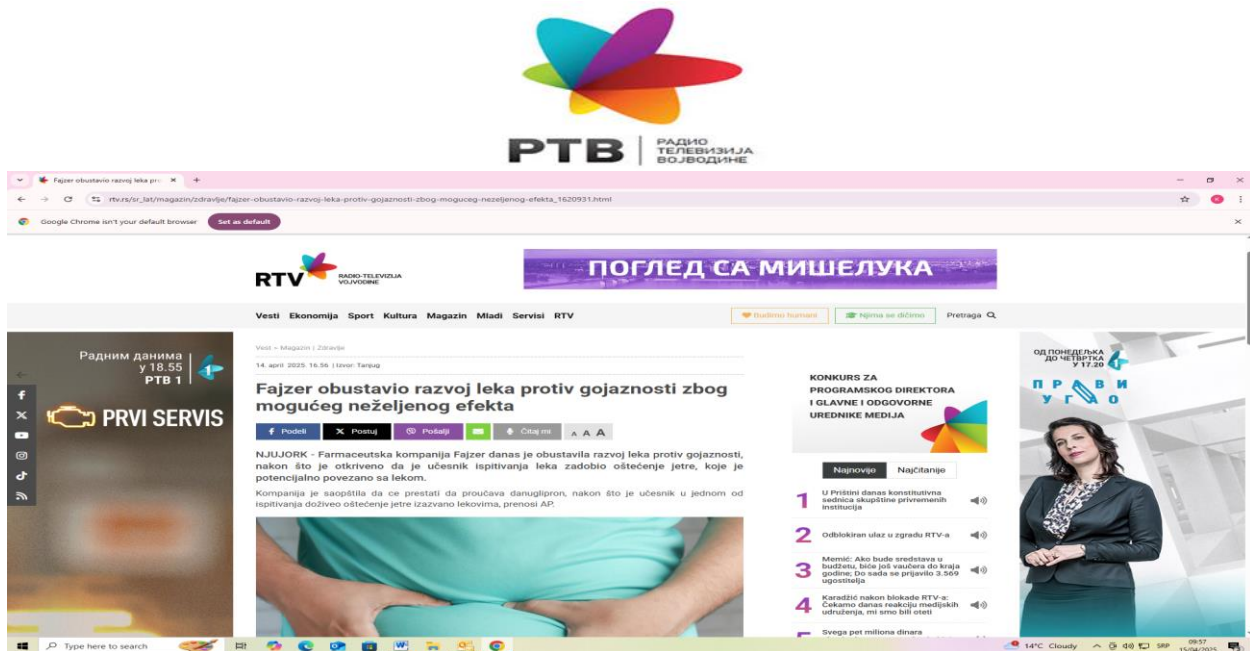 РТВ
РАДИО
ТЕЛЕВИЗИЈА
ВОЈВОДИНЕ
Fajzer obustavio razvoj leka pro
rtv.rs/sr_lat/magazin/zdravlje/fajzer-obustavio-razvoj-leka-protiv-gojaznosti-zbog-moguceg-nezeljenog-efekta_1620931.html
Google Chrome isn't your default browser
Set as default
RTV
RADIO-TELEVIZIJA
VOJVODINE
ПОГЛЕД СА МИШЕЛУКА
Vesti Ekonomija Sport Kultura Magazin Mladi Servisi RTV
Budimo humani
Njima se dičimo
Pretraga
Радним данима
у 18.55
РТВ 1
PRVI SERVIS
Vest » Magazin | Zdravlje
14. april 2025. 16.56 | Izvor: Tanjug
Fajzer obustavio razvoj leka protiv gojaznosti zbog
mogućeg neželjenog efekta
Podeli
Postuj
Pošalji
Čitaj mi
A A A
NJUJORK - Farmaceutska kompanija Fajzer danas je obustavila razvoj leka protiv gojaznosti,
nakon što je otkriveno da je učesnik ispitivanja leka zadobio oštećenje jetre, koje je
potencijalno povezano sa lekom.
Kompanija je saopštila da ce prestati da proučava danuglipron, nakon što je učesnik u jednom od
ispitivanja doživeo oštećenje jetre izazvano lekovima, prenosi AP.
KONKURS ZA
PROGRAMSKOG DIREKTORA
I GLAVNE I ODGOVORNE
UREDNIKE MEDIJA
Najnovije
Najčitanije
1
U Prištini danas konstitutivna
sednica skupštine privremenih
institucija
2
Odblokiran ulaz u zgradu RTV-a
3
Memić: Ako bude sredstava u
budžetu, biće još vaučera do kraja
godine; Do sada se prijavilo 3.569
ugostitelja
4
Karadžić nakon blokade RTV-a:
Čekamo danas reakciju medijskih
udruženja, mi smo bili oteti
Svega pet miliona dinara
ОД ПОНЕДЕЉКА
ДО ЧЕТВРТКА
У 17.20
1
ПРАВИ
УГАО
Type here to search
14°C Cloudy
SRP
09:57
15/04/2025